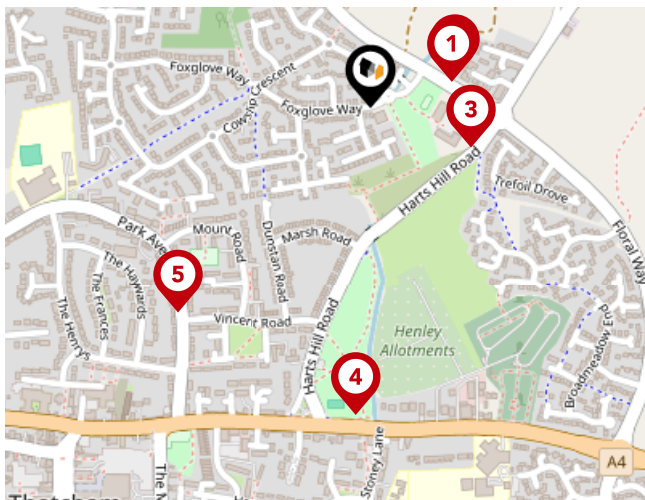 1
Foxglove Way
Cowslip Crescent
Foxglove Way
3
Harts Hill Road
Trefoil Drove
Floral Way
Park Ave
Mount Road
Dunstan Road
Marsh Road
The Haywards
The Frances
The Henrys
5
Vincent Road
Harts Hill Road
Henley
Allotments
Broadmeadow End
4
A4
Stoney Lane
The M
Thatcham